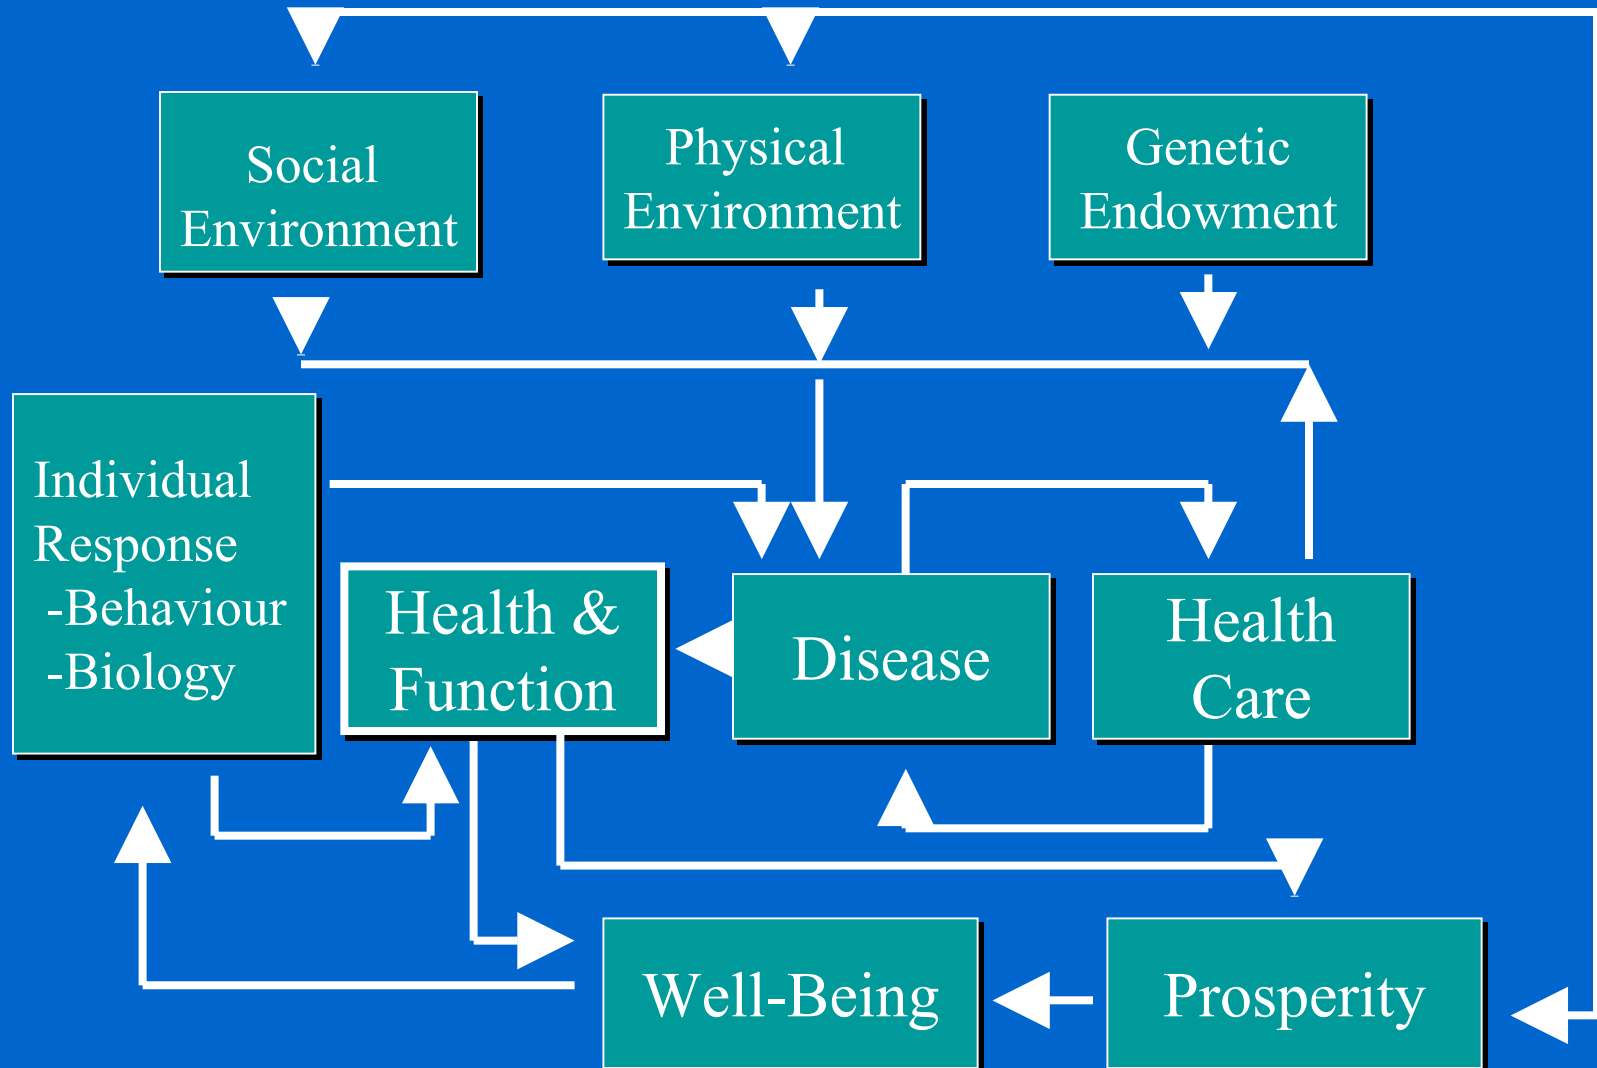 Social
Environment
Physical
Environment
Genetic
Endowment
Individual
Response
-Behaviour
-Biology
Health &
Function
Disease
Health
Care
Well-Being
Prosperity